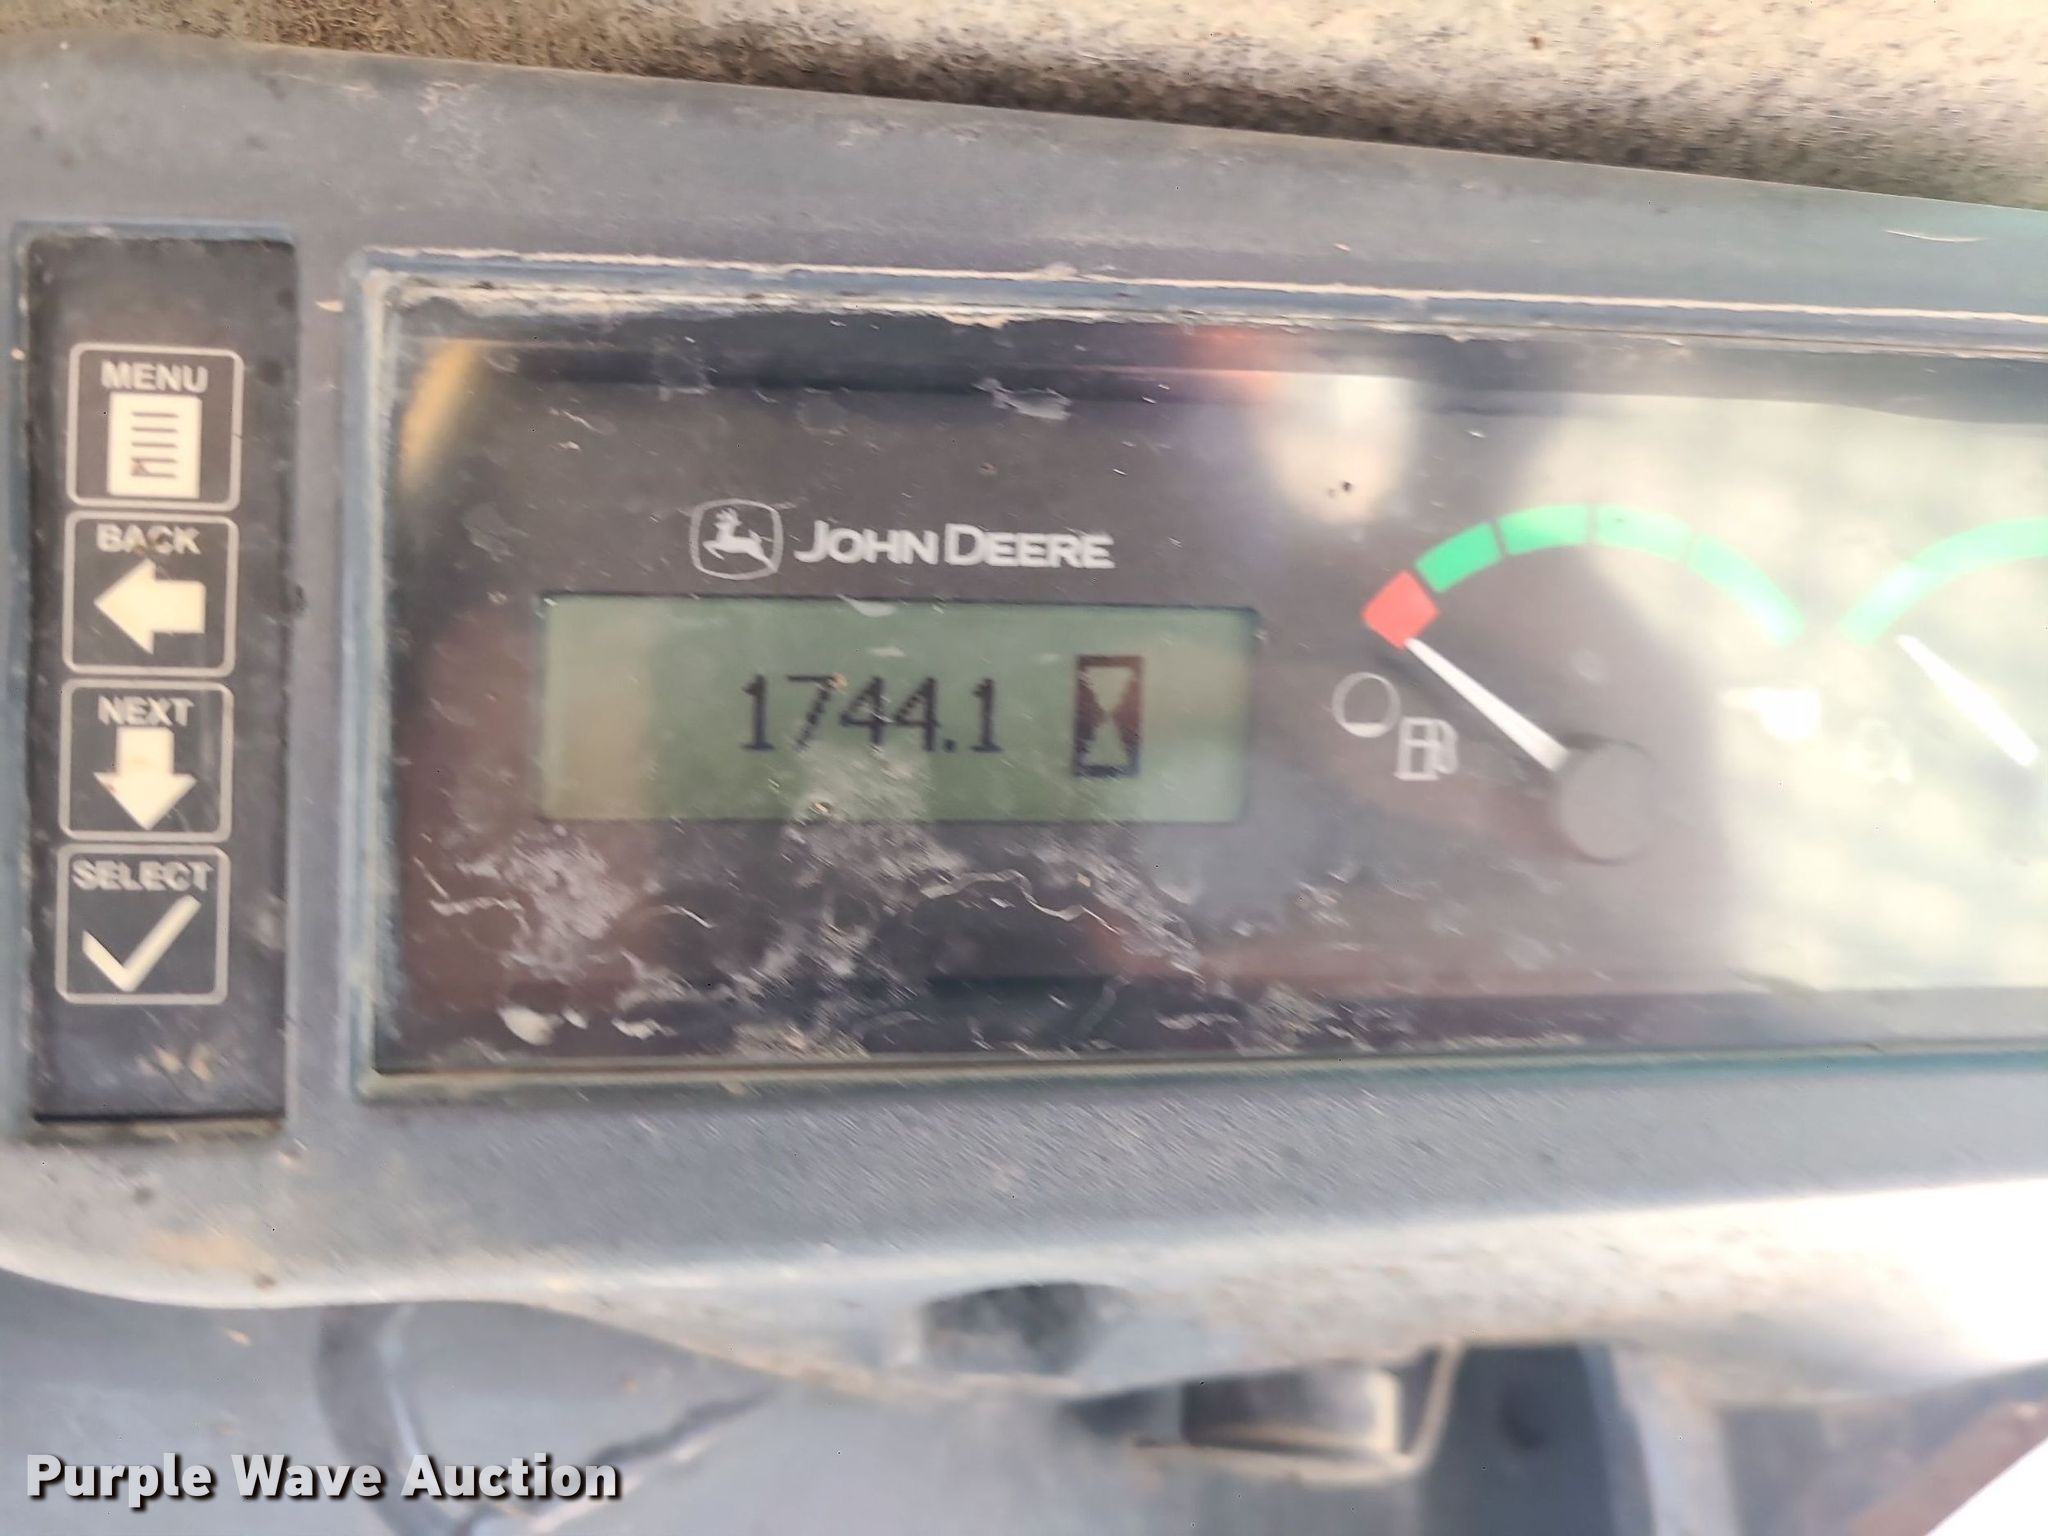 MENU
BACK
NEXT
SELECT
JOHN DEERE
1744.1
Purple Wave Auction